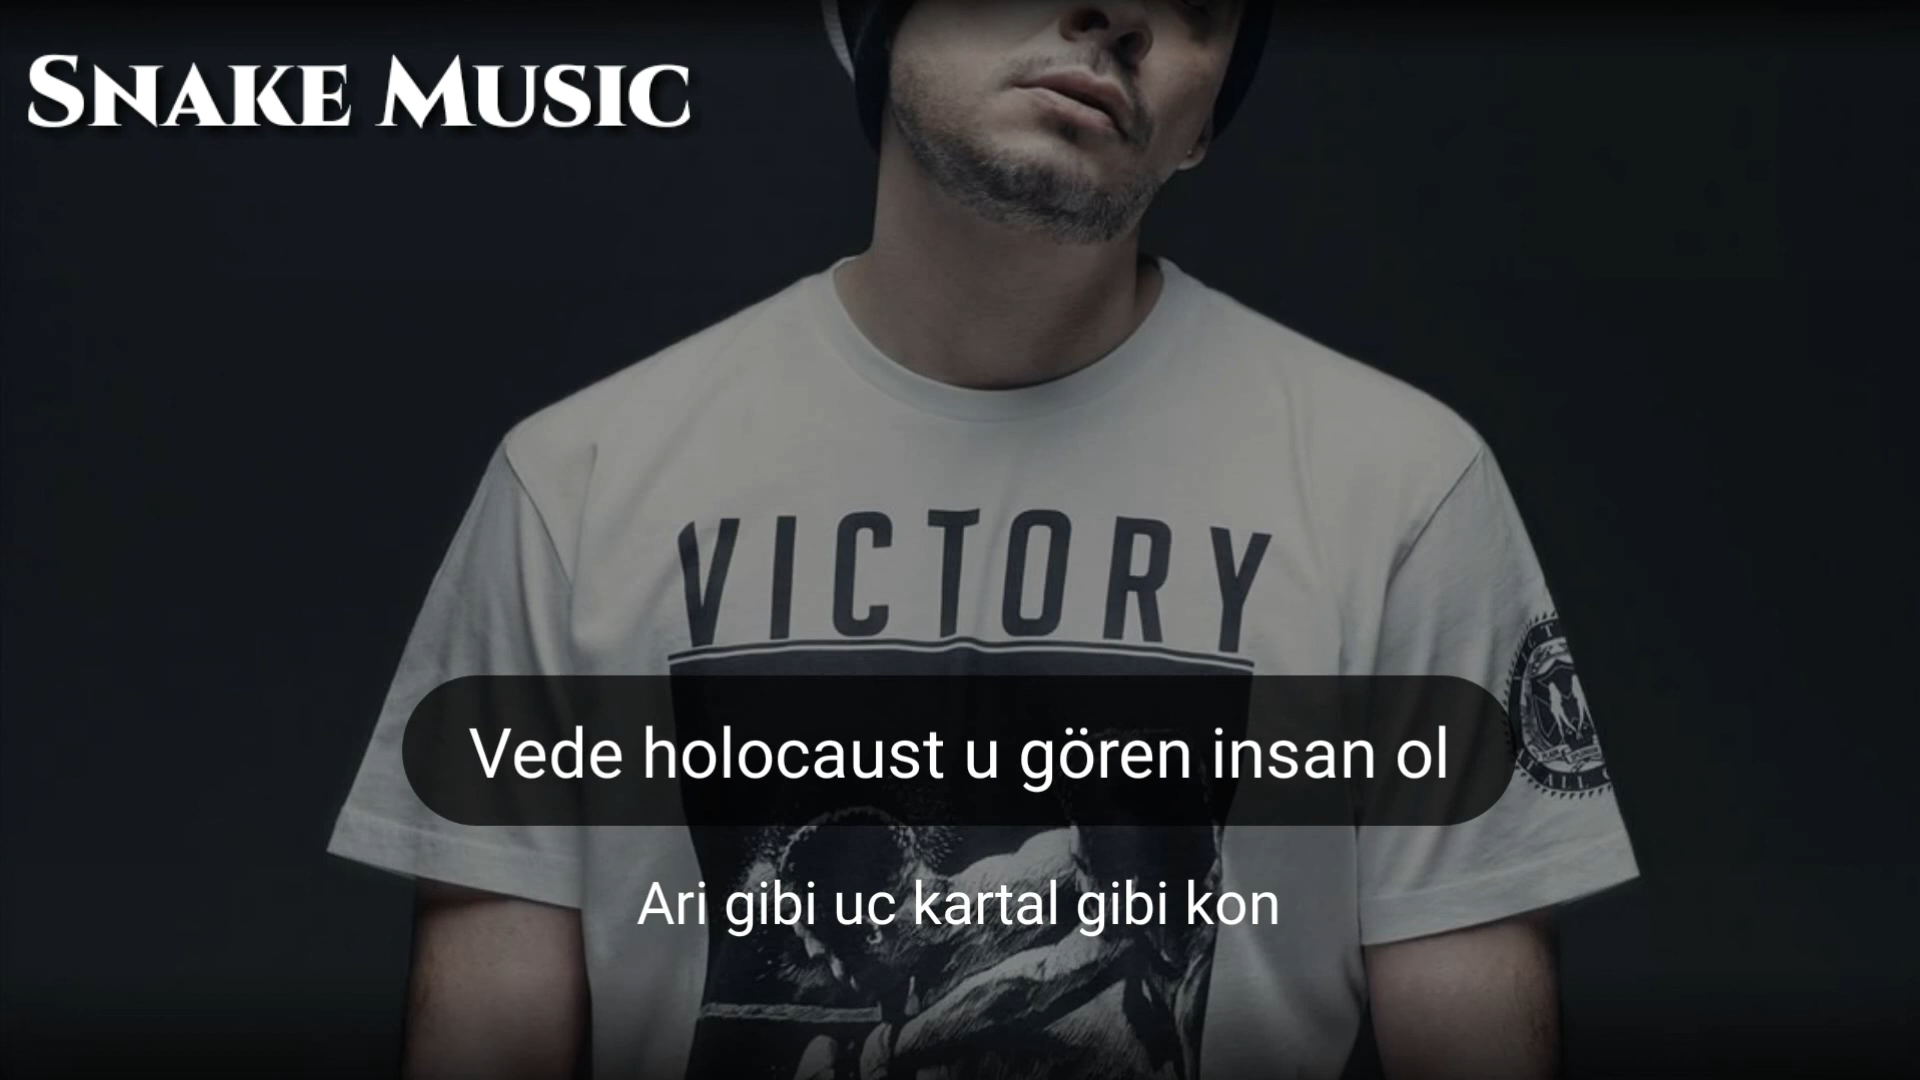 SNAKE MUSIC
VICTORY
Vede holocaust u gören insan ol
Ari gibi uc kartal gibi kon